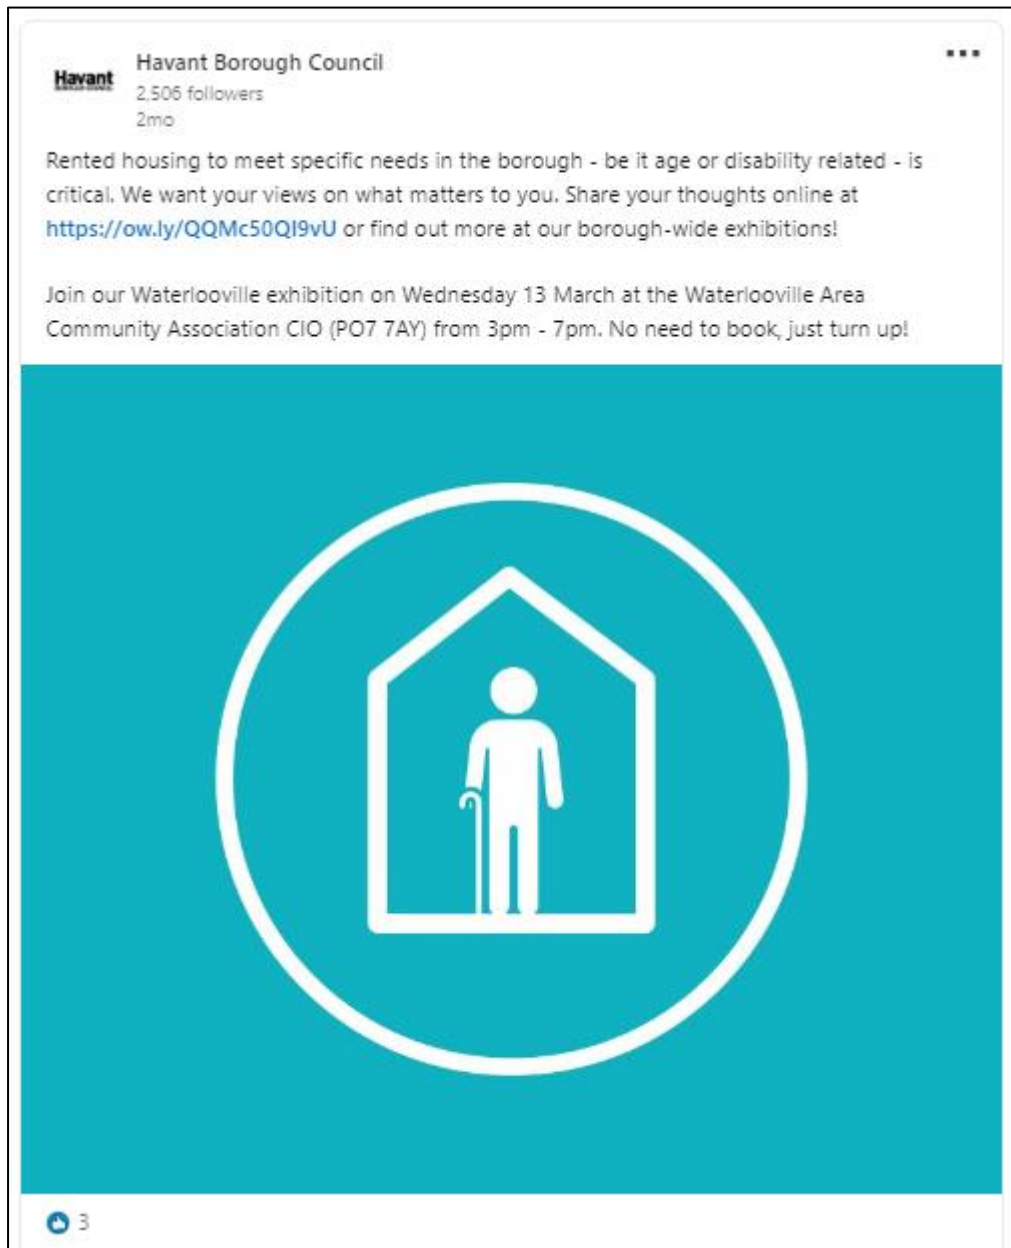 Havant
BOROUGH COUNCIL
Havant Borough Council
2,506 followers
2mo
Rented housing to meet specific needs in the borough - be it age or disability related - is
critical. We want your views on what matters to you. Share your thoughts online at
https://ow.ly/QQMc50QI9vU or find out more at our borough-wide exhibitions!
Join our Waterlooville exhibition on Wednesday 13 March at the Waterlooville Area
Community Association CIO (PO7 7AY) from 3pm - 7pm. No need to book, just turn up!
3